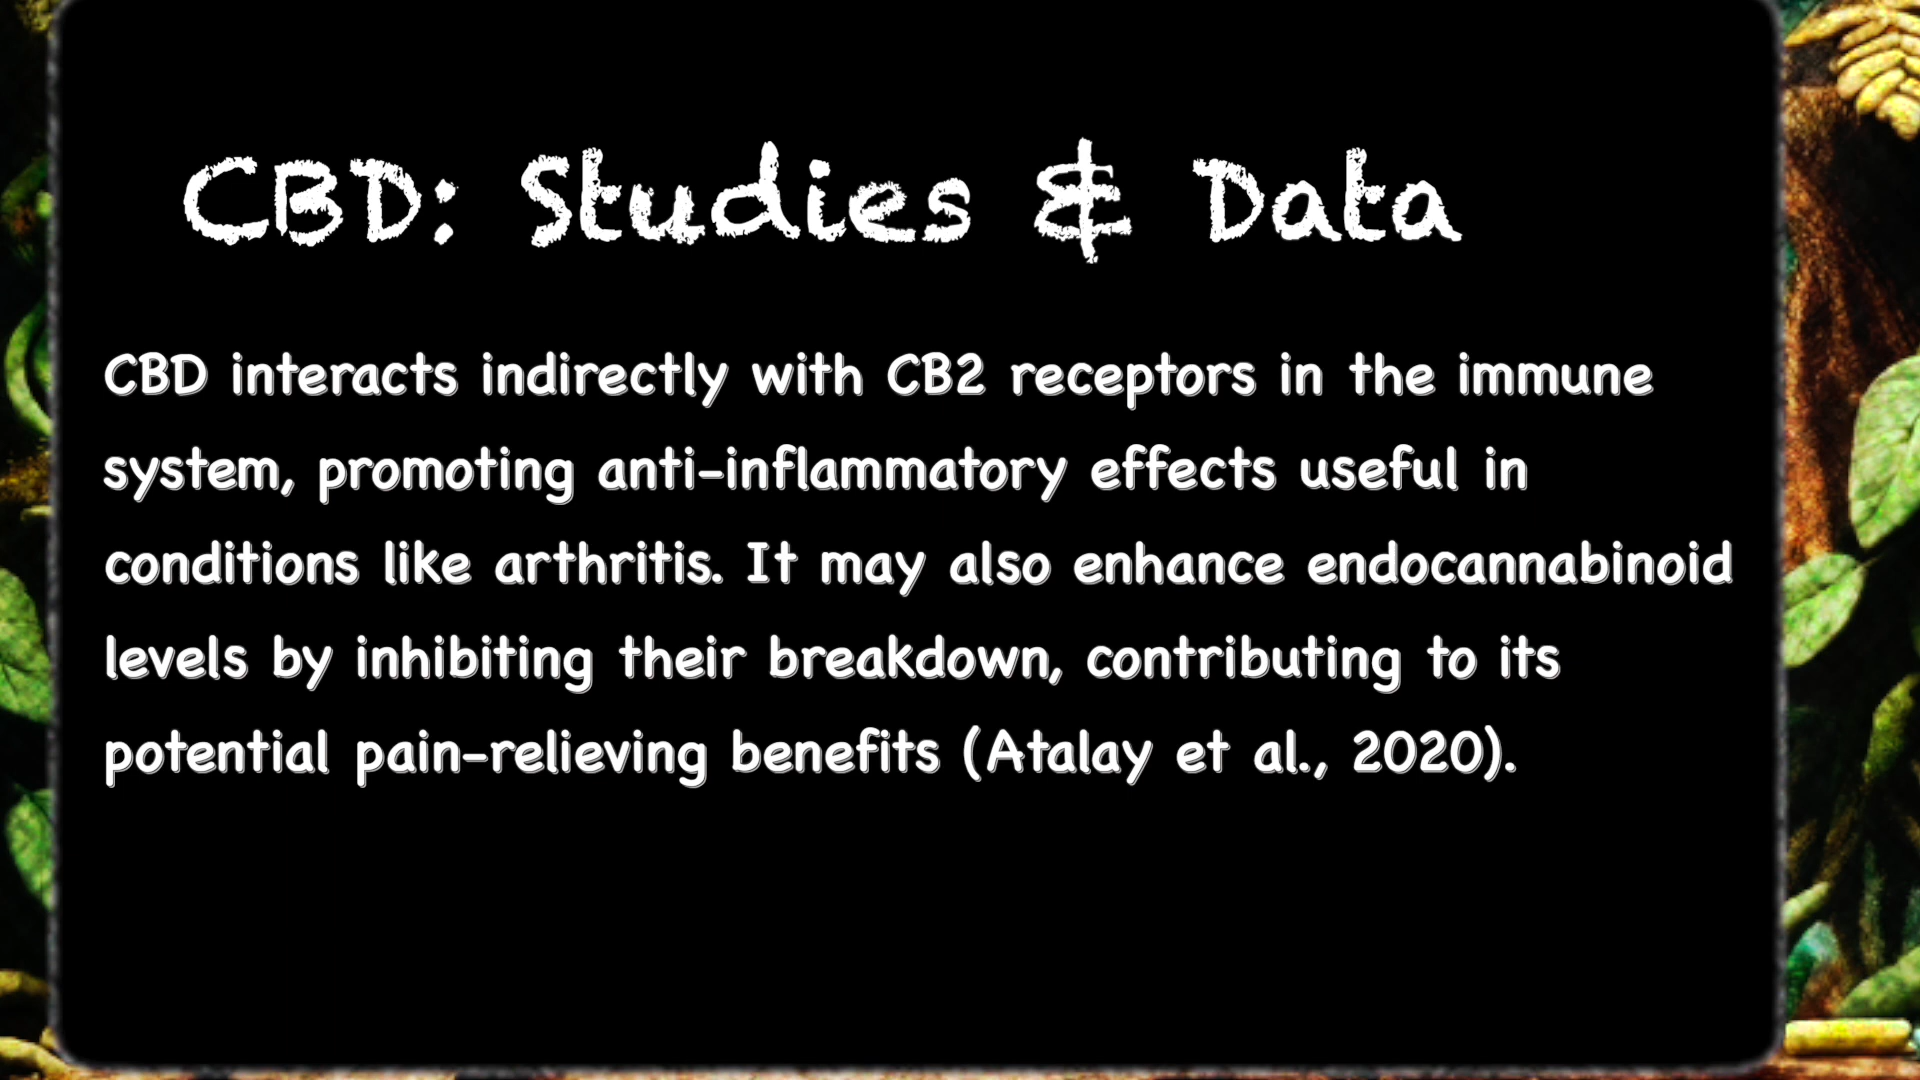 CBD: Studies & Data
CBD interacts indirectly with CB2 receptors in the immune
system, promoting anti-inflammatory effects useful in
conditions like arthritis. It may also enhance endocannabinoid
levels by inhibiting their breakdown, contributing to its
potential pain-relieving benefits (Atalay et al., 2020).